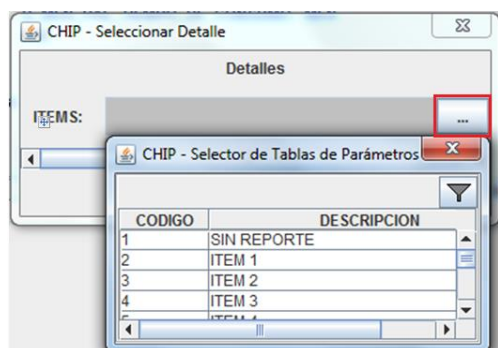 CHIP - Seleccionar Detalle
Detalles
ITEMS:
...
CHIP - Selector de Tablas de Parámetros
CODIGO DESCRIPCION
1 SIN REPORTE
2 ITEM 1
3 ITEM 2
4 ITEM 3